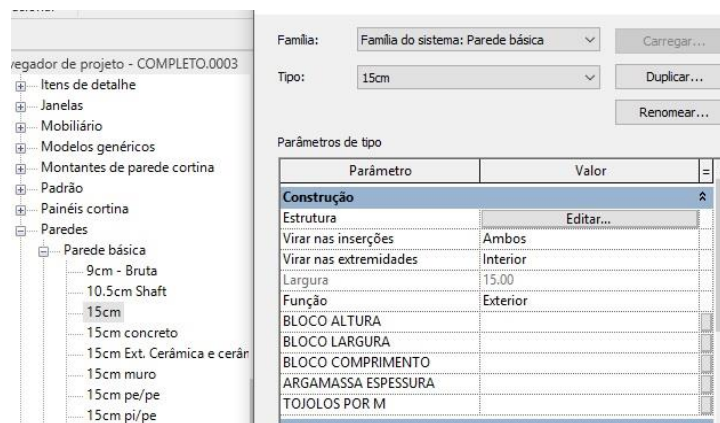 vegador de projeto - COMPLETO.0003
Itens de detalhe
Janelas
Mobiliário
Modelos genéricos
Montantes de parede cortina
Padrão
Painéis cortina
Paredes
Parede básica
9cm - Bruta
10.5cm Shaft
15cm
15cm concreto
15cm Ext. Cerâmica e cerâr
15cm muro
15cm pe/pe
15cm pi/pe
Família: Família do sistema: Parede básica Carregar...
Tipo: 15cm Duplicar...
Renomear...
Parâmetros de tipo
Parâmetro Valor =
Construção
Estrutura Editar...
Virar nas inserções Ambos
Virar nas extremidades Interior
Largura 15.00
Função Exterior
BLOCO ALTURA
BLOCO LARGURA
BLOCO COMPRIMENTO
ARGAMASSA ESPESSURA
TOJOLOS POR M